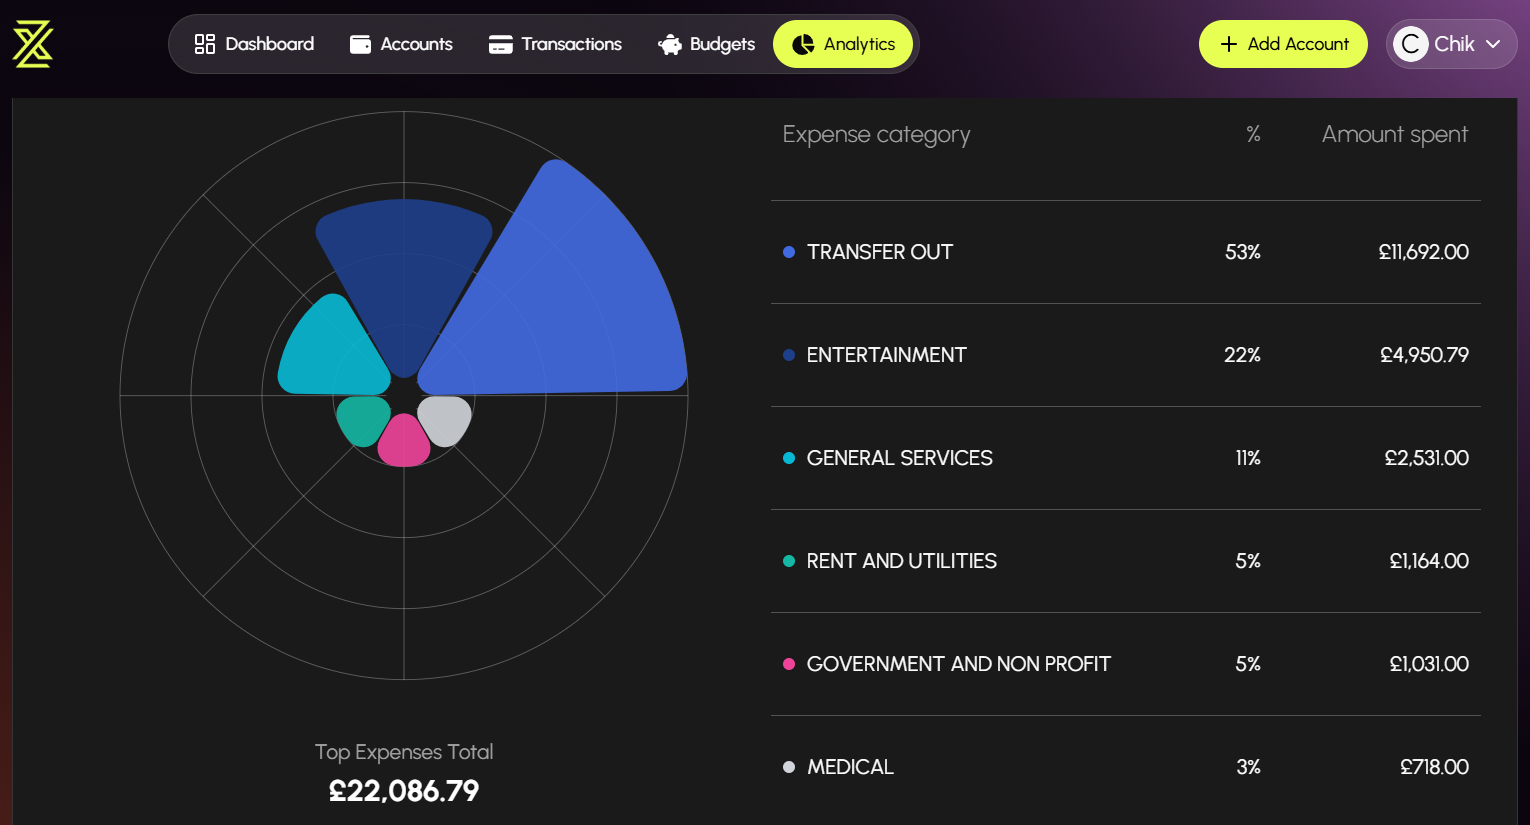 Dashboard
Accounts
Transactions
Budgets
Analytics
+ Add Account
C Chik
Expense category % Amount spent
TRANSFER OUT 53% £11,692.00
ENTERTAINMENT 22% £4,950.79
GENERAL SERVICES 11% £2,531.00
RENT AND UTILITIES 5% £1,164.00
GOVERNMENT AND NON PROFIT 5% £1,031.00
MEDICAL 3% £718.00
Top Expenses Total
£22,086.79